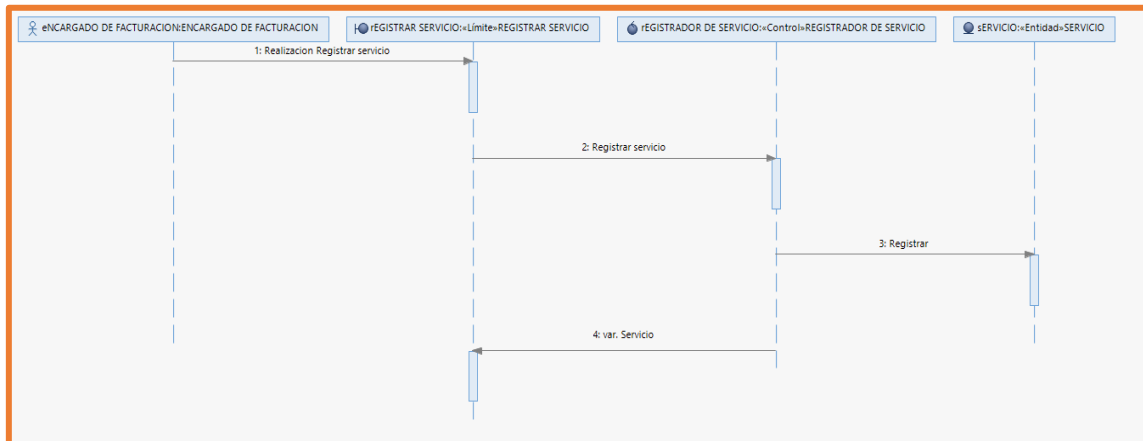 eNCARGADO DE FACTURACION:ENCARGADO DE FACTURACION
rEGISTRAR SERVICIO:«Límite»REGISTRAR SERVICIO
rEGISTRADOR DE SERVICIO:«Control»REGISTRADOR DE SERVICIO
sERVICIO:«Entidad»SERVICIO
1: Realizacion Registrar servicio
2: Registrar servicio
3: Registrar
4: var. Servicio